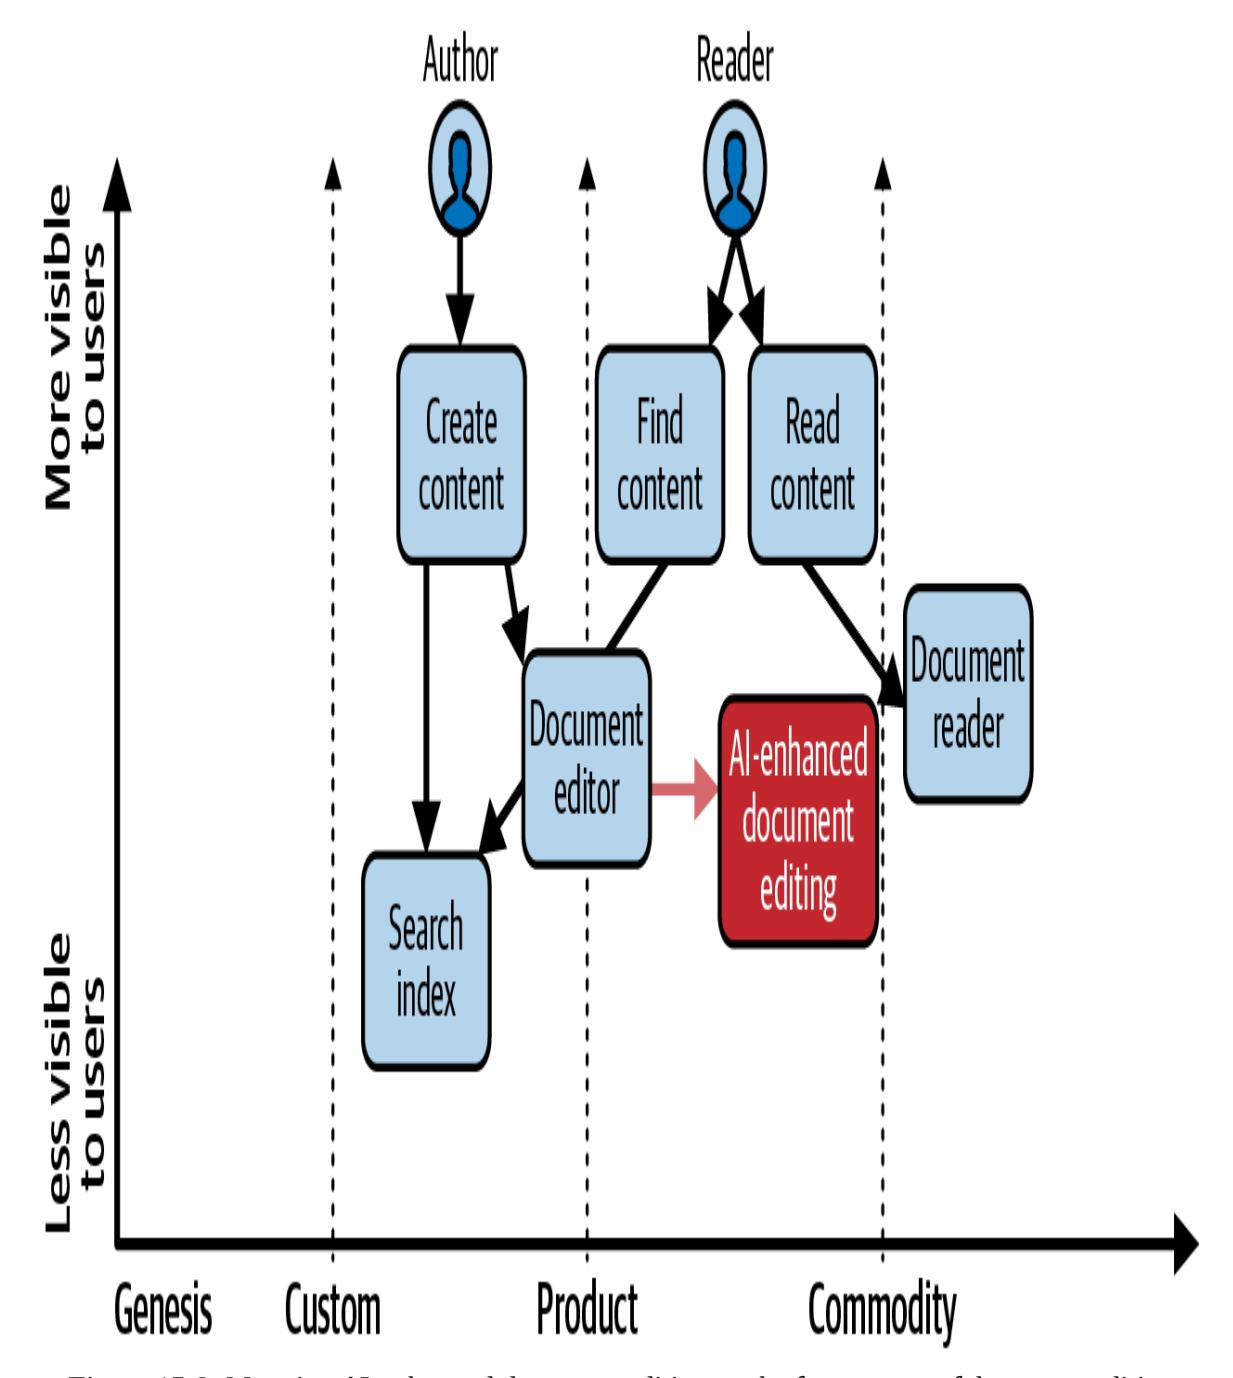 Author
Reader
More visible
to users
Create
content
Find
content
Read
content
Document
reader
Document
editor
AI-enhanced
document
editing
Search
index
Less visible
to users
Genesis
Custom
Product
Commodity